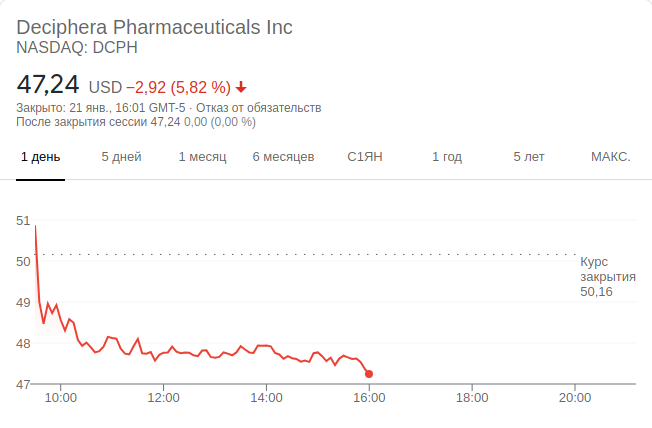 Deciphera Pharmaceuticals Inc
NASDAQ: DCPH
47,24 USD −2,92 (5,82 %)
Закрыто: 21 янв., 16:01 GMT-5 · Отказ от обязательств
После закрытия сессии 47,24 0,00 (0,00 %)
1 день 5 дней 1 месяц 6 месяцев С1ЯН 1 год 5 лет МАКС.
51
50
49
48
47
Курс
закрытия
50,16
10:00 12:00 14:00 16:00 18:00 20:00